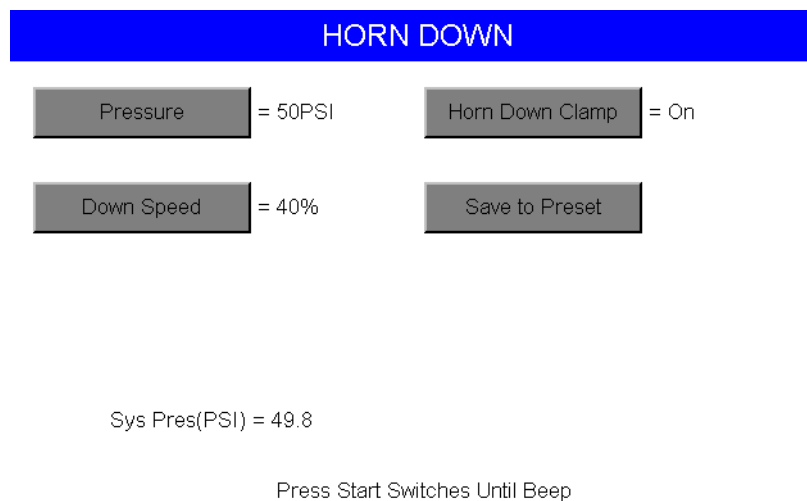 HORN DOWN
Pressure = 50PSI
Horn Down Clamp = On
Down Speed = 40%
Save to Preset
Sys Pres(PSI) = 49.8
Press Start Switches Until Beep